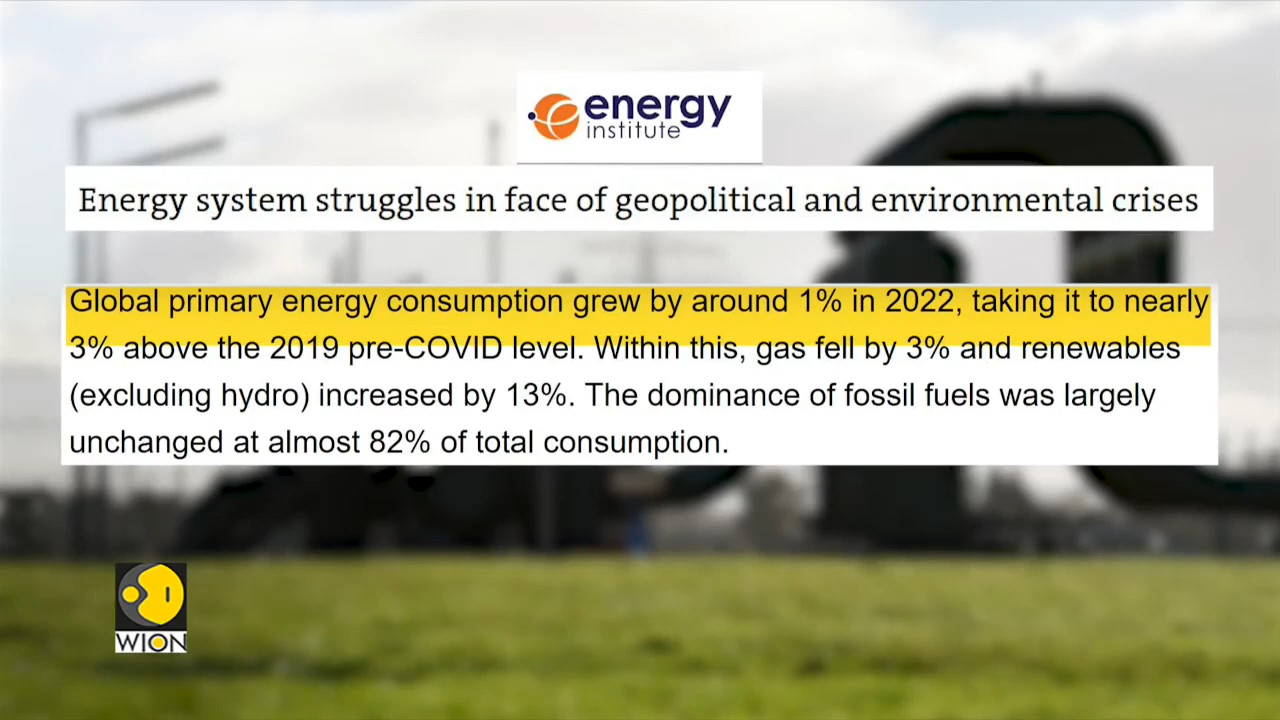 energy
institute
Energy system struggles in face of geopolitical and environmental crises
Global primary energy consumption grew by around 1% in 2022, taking it to nearly
3% above the 2019 pre-COVID level. Within this, gas fell by 3% and renewables
(excluding hydro) increased by 13%. The dominance of fossil fuels was largely
unchanged at almost 82% of total consumption.
WION